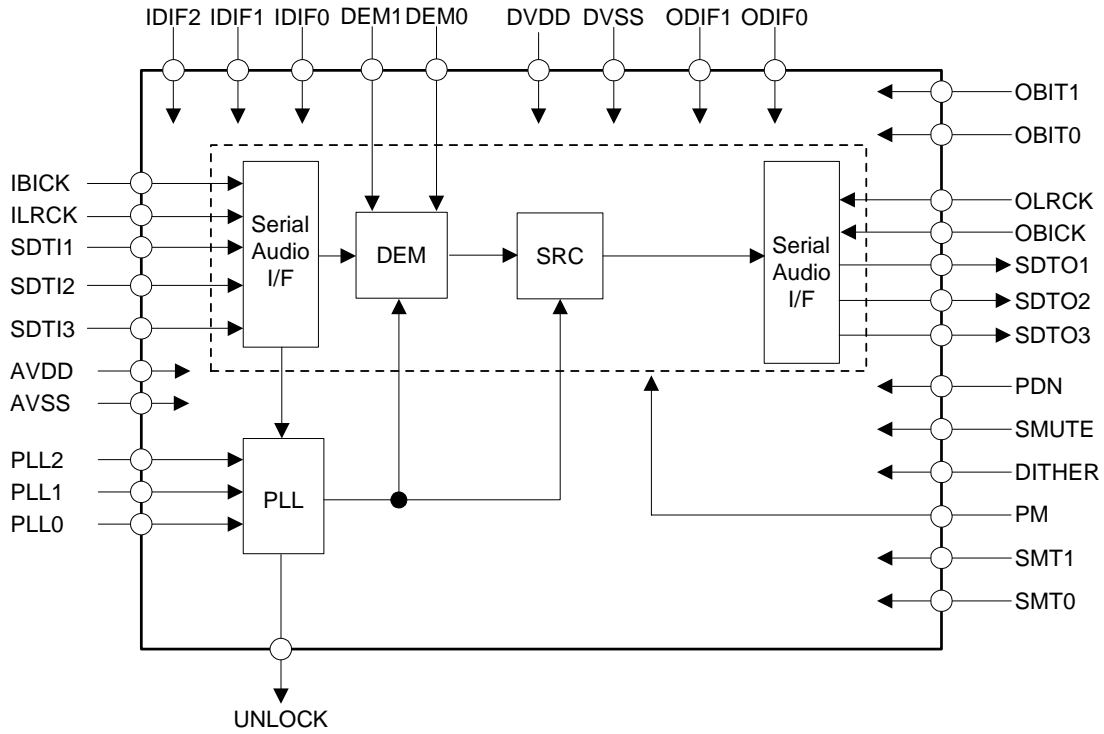 IDIF2 IDIF1 IDIF0 DEM1 DEM0 DVDD DVSS ODIF1 ODIF0
OBIT1
OBIT0
IBICK
ILRCK
SDTI1
SDTI2
SDTI3
AVDD
AVSS
PLL2
PLL1
PLL0
Serial
Audio
I/F
DEM
SRC
PLL
Serial
Audio
I/F
OLRCK
OBICK
SDTO1
SDTO2
SDTO3
PDN
SMUTE
DITHER
PM
SMT1
SMT0
UNLOCK